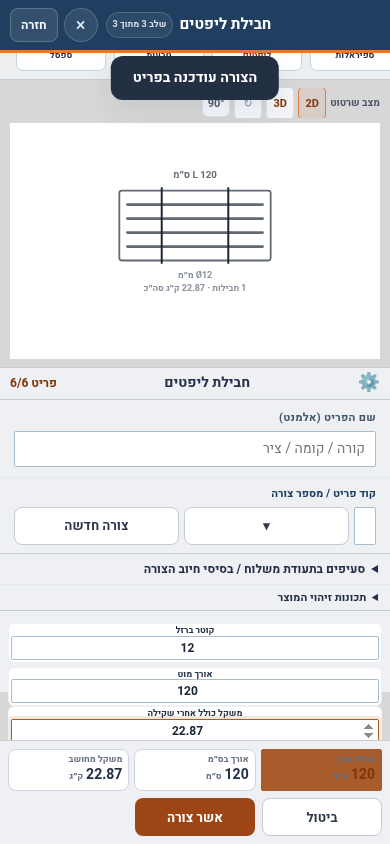 חבילת ליפטים
שלב 3 מתוך 3
×
חזרה
ספיראלות
ספסל
הצורה עודכנה בפריט
מצב שרטוט
2D
3D
↻
90°
120 L ס״מ
Ø12 מ״מ
1 חבילות · 22.87 ק״ג סה״כ
חבילת ליפטים
פריט 6/6
שם הפריט (אלמנט)
קורה / קומה / ציר
קוד פריט / מספר צורה
▼
צורה חדשה
סעיפים בתעודת משלוח / בסיסי חיוב הצורה
תכונות זיהוי המוצר
קוטר ברזל
12
אורך מוט
120
משקל כולל אחרי שקילה
22.87
120
אורך בס״מ
120 ס״מ
משקל מחושב
22.87 ק״ג
ביטול
אשר צורה